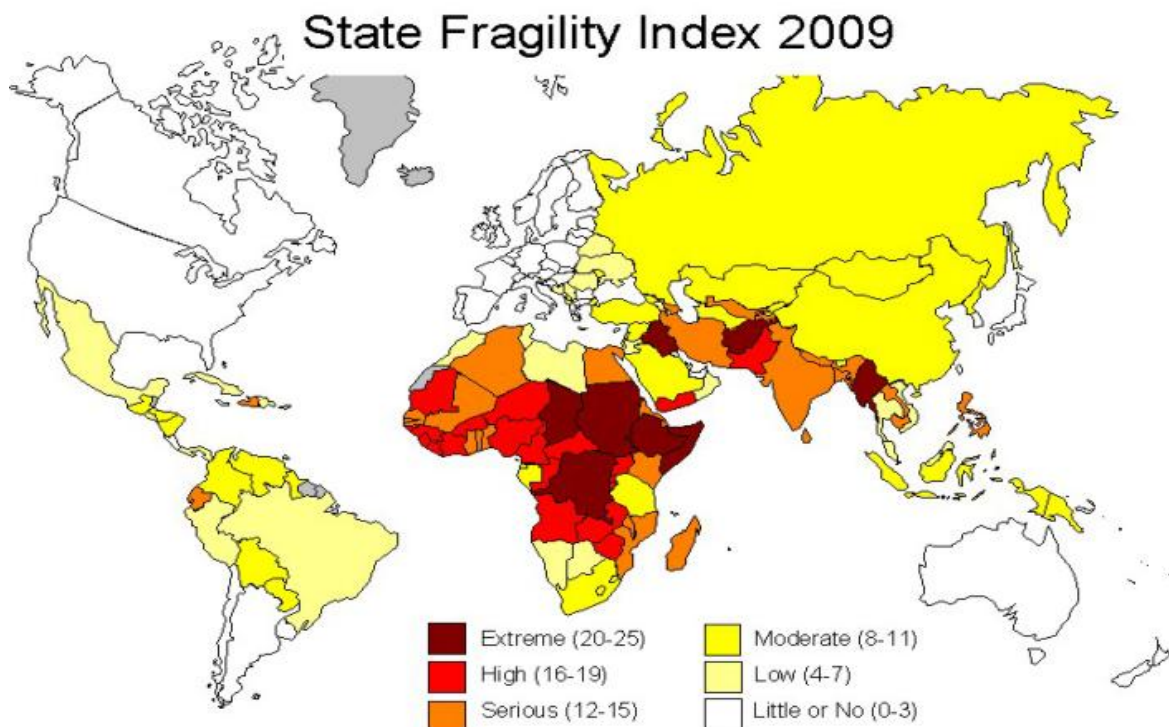 State Fragility Index 2009
Extreme (20-25)
High (16-19)
Serious (12-15)
Moderate (8-11)
Low (4-7)
Little or No (0-3)